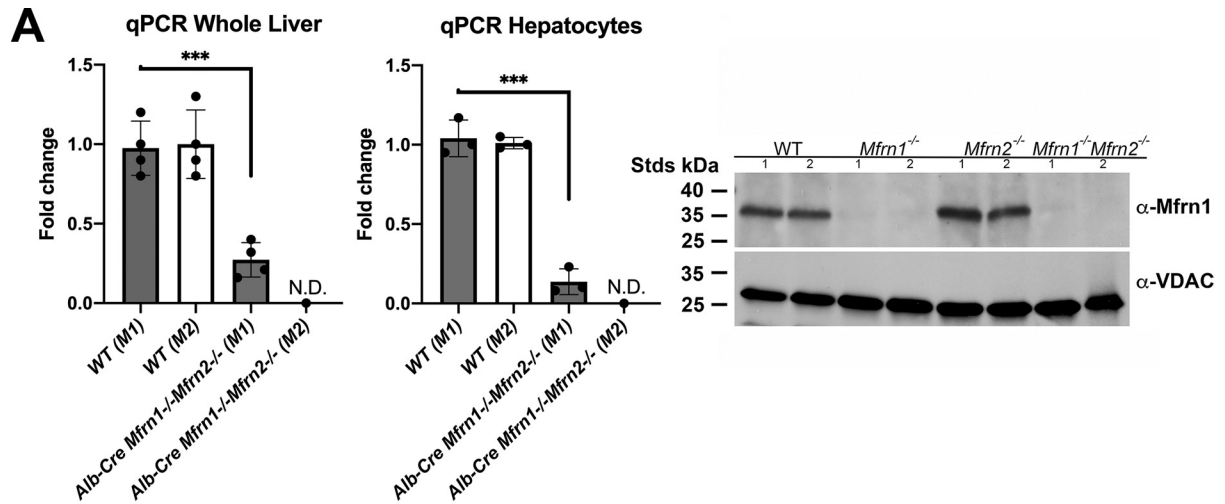 A
qPCR Whole Liver
***
Fold change
1.5
1.0
0.5
0.0
N.D.
WT (M1)
WT (M2)
Alb-Cre Mfrn1-/-Mfrn2-/- (M1)
Alb-Cre Mfrn1-/-Mfrn2-/- (M2)
qPCR Hepatocytes
***
Fold change
1.5
1.0
0.5
0.0
N.D.
WT (M1)
WT (M2)
Alb-Cre Mfrn1-/-Mfrn2-/- (M1)
Alb-Cre Mfrn1-/-Mfrn2-/- (M2)
WT Mfrn1-/- Mfrn2-/- Mfrn1-/-Mfrn2-/-
Stds kDa 1 2 1 2 1 2 1 2
40
35
25
α-Mfrn1
35
25
α-VDAC